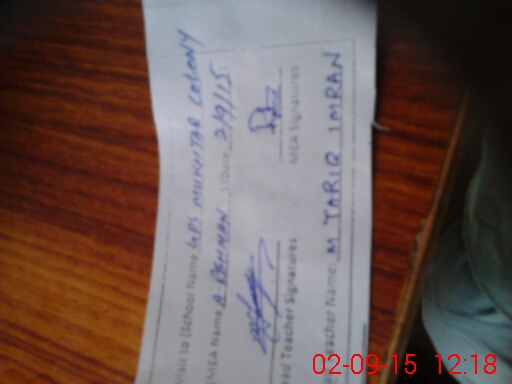 Visit to (School Name GPS MUKHTAR COLONY
MEA Name A. REHMAN ) Date 2/9/15
Head Teacher Signatures MEA Signatures
Teacher Name: M TARIQ IMRAN
02-09-15 12:18